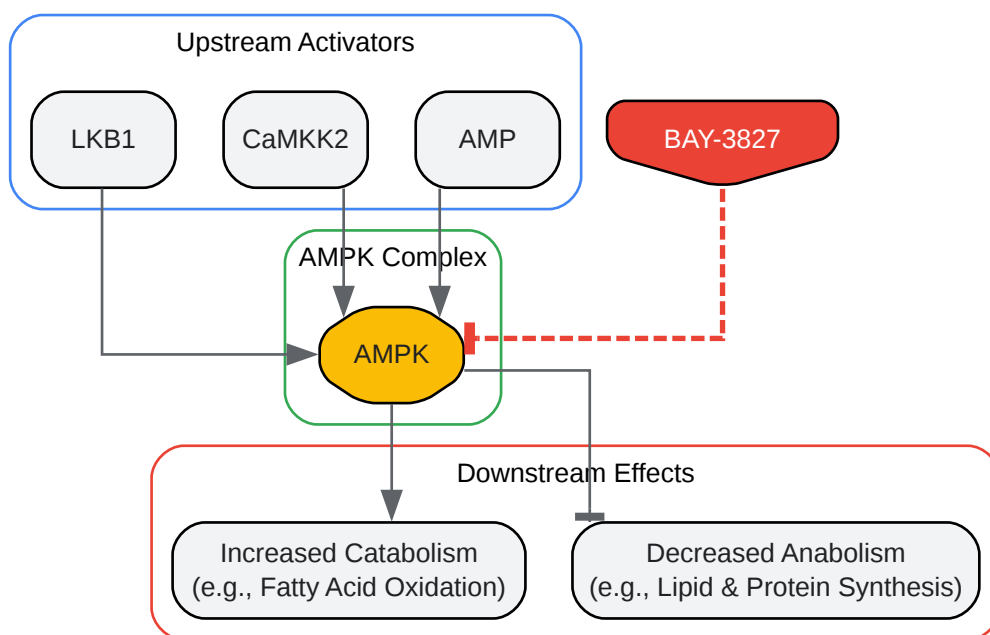 Upstream Activators
LKB1
CaMKK2
AMP
BAY-3827
AMPK Complex
AMPK
Downstream Effects
Increased Catabolism
(e.g., Fatty Acid Oxidation)
Decreased Anabolism
(e.g., Lipid & Protein Synthesis)